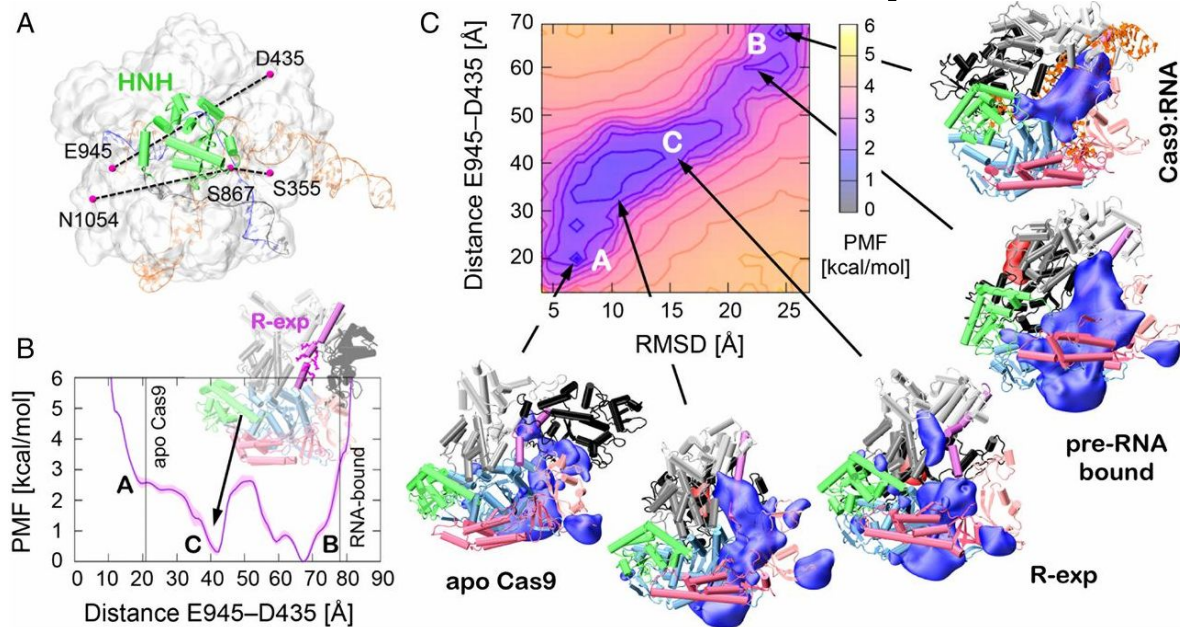 A
HNH
D435
E945
S867
S355
N1054
B
R-exp
PMF [kcal/mol]
6
5
4
3
2
1
0
apo Cas9
RNA-bound
A
C
B
0 10 20 30 40 50 60 70 80 90
Distance E945–D435 [Å]
C
Distance E945–D435 [Å]
70
60
50
40
30
20
B
C
A
5 10 15 20 25
RMSD [Å]
6
5
4
3
2
1
0
PMF
[kcal/mol]
Cas9:RNA
pre-RNA
bound
R-exp
apo Cas9